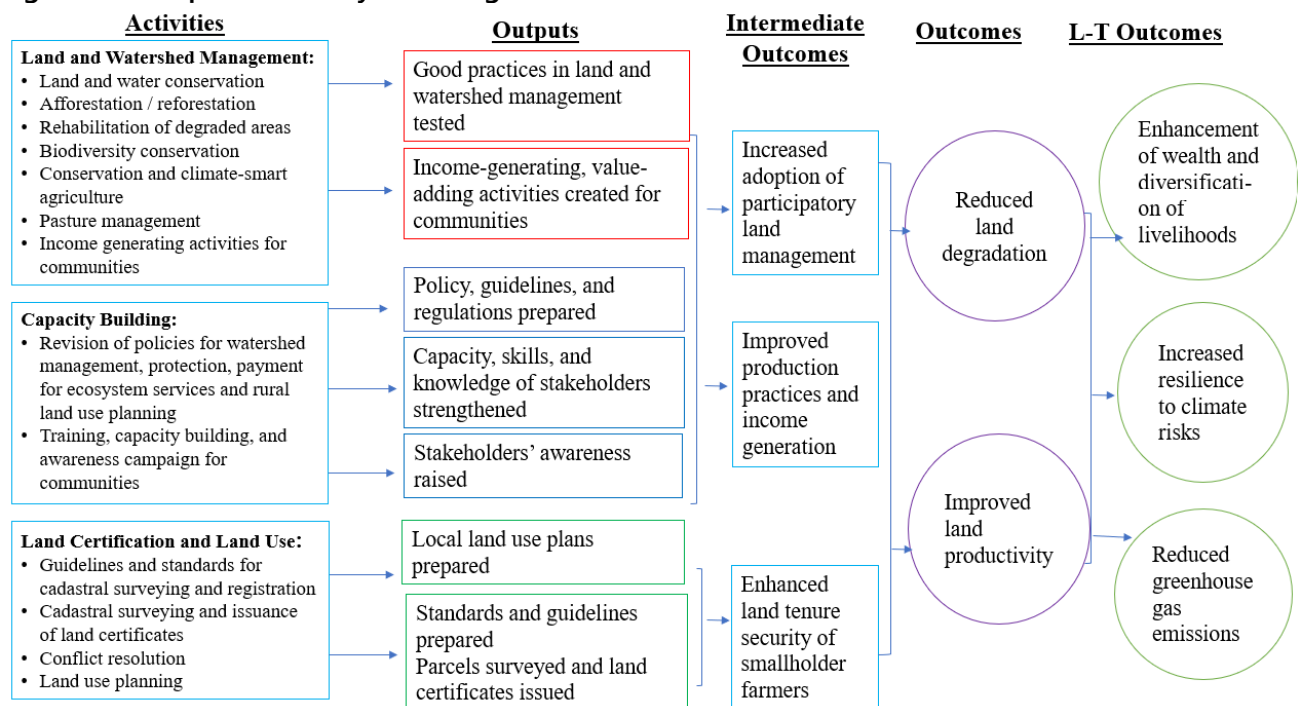 Activities
Land and Watershed Management:
• Land and water conservation
• Afforestation / reforestation
• Rehabilitation of degraded areas
• Biodiversity conservation
• Conservation and climate-smart
agriculture
• Pasture management
• Income generating activities for
communities
Capacity Building:
• Revision of policies for watershed
management, protection, payment
for ecosystem services and rural
land use planning
• Training, capacity building, and
awareness campaign for
communities
Land Certification and Land Use:
• Guidelines and standards for
cadastral surveying and registration
• Cadastral surveying and issuance
of land certificates
• Conflict resolution
• Land use planning
Outputs
Good practices in land and
watershed management
tested
Income-generating, value-
adding activities created for
communities
Policy, guidelines, and
regulations prepared
Capacity, skills, and
knowledge of stakeholders
strengthened
Stakeholders’ awareness
raised
Local land use plans
prepared
Standards and guidelines
prepared
Parcels surveyed and land
certificates issued
Intermediate
Outcomes
Increased
adoption of
participatory
land
management
Improved
production
practices and
income
generation
Enhanced
land tenure
security of
smallholder
farmers
Outcomes
Reduced
land
degradation
Improved
land
productivity
L-T Outcomes
Enhancement
of wealth and
diversificati-
on of
livelihoods
Increased
resilience
to climate
risks
Reduced
greenhouse
gas
emissions